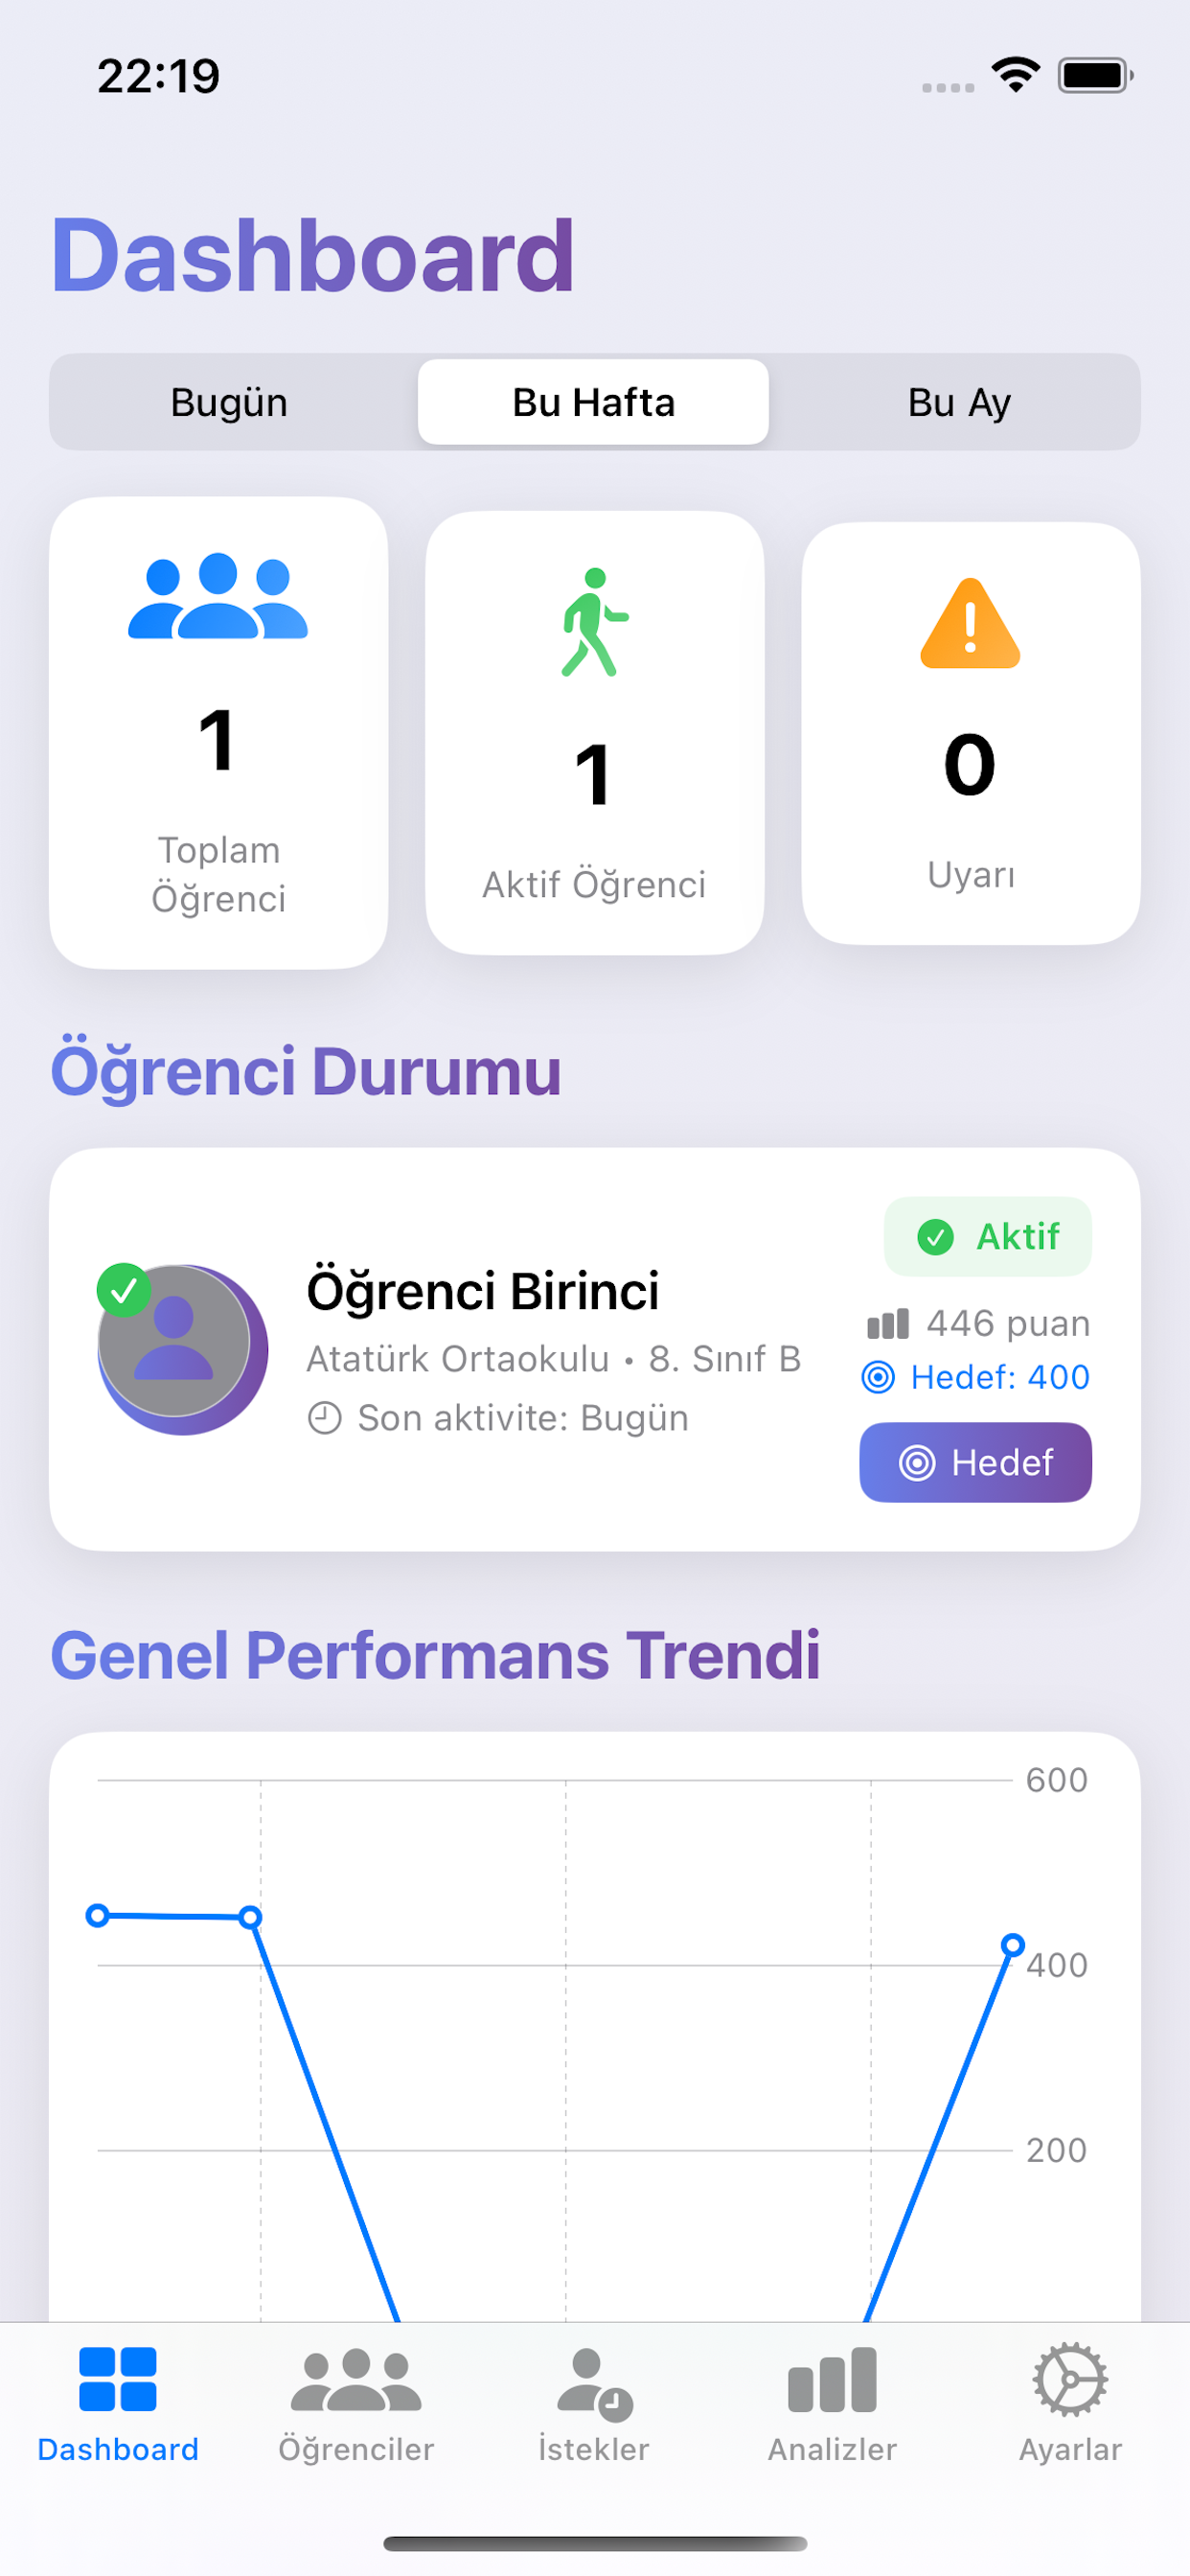 22:19
Dashboard
Bugün
Bu Hafta
Bu Ay
1
Toplam
Öğrenci
1
Aktif Öğrenci
0
Uyarı
Öğrenci Durumu
Öğrenci Birinci
Atatürk Ortaokulu • 8. Sınıf B
Son aktivite: Bugün
Aktif
446 puan
Hedef: 400
Hedef
Genel Performans Trendi
600
400
200
Dashboard
Öğrenciler
İstekler
Analizler
Ayarlar